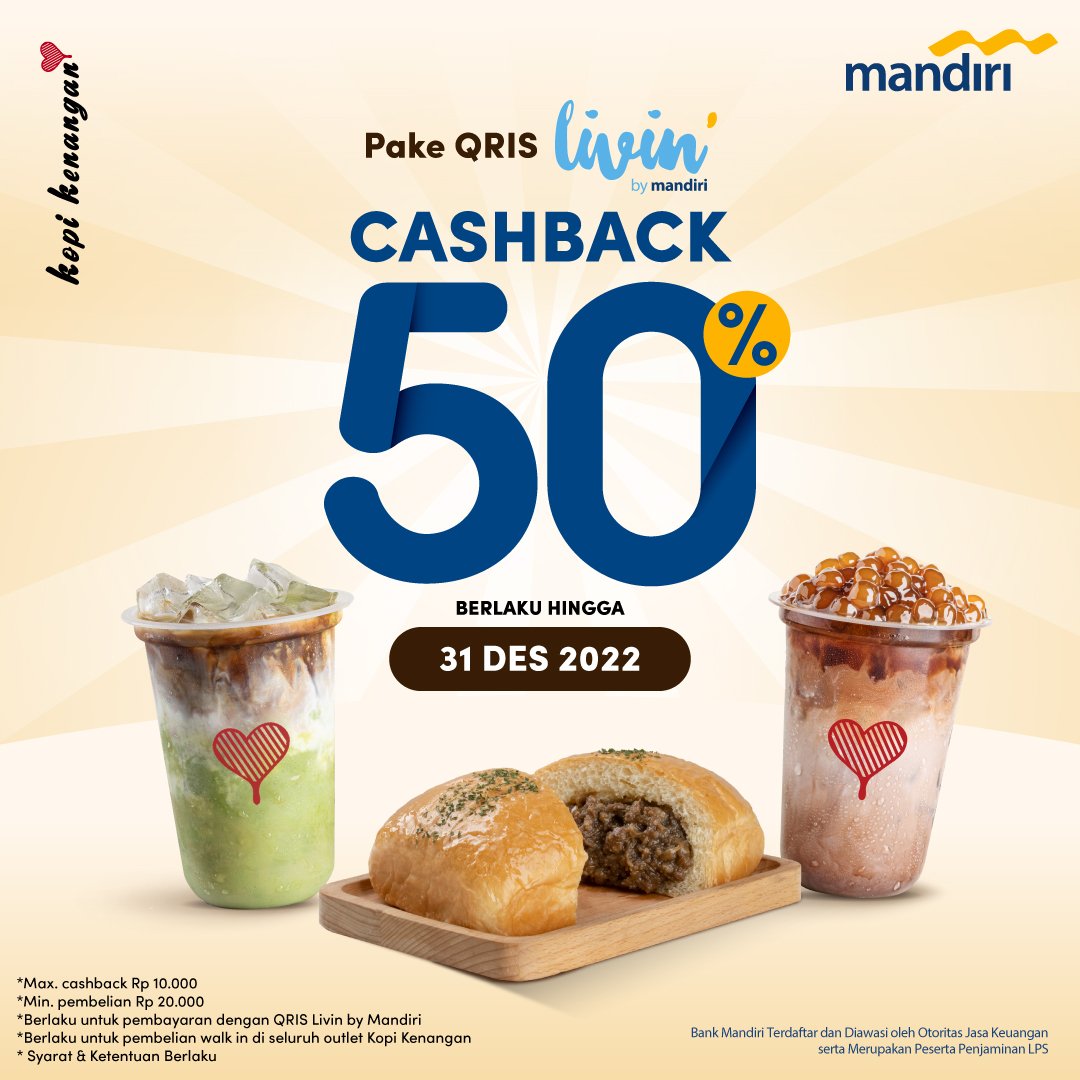 kopi kenangan
mandiri
Pake QRIS livin'
by mandiri
CASHBACK
50%
BERLAKU HINGGA
31 DES 2022
*Max. cashback Rp 10.000
*Min. pembelian Rp 20.000
*Berlaku untuk pembayaran dengan QRIS Livin by Mandiri
*Berlaku untuk pembelian walk in di seluruh outlet Kopi Kenangan
* Syarat & Ketentuan Berlaku
Bank Mandiri Terdaftar dan Diawasi oleh Otoritas Jasa Keuangan
serta Merupakan Peserta Penjaminan LPS